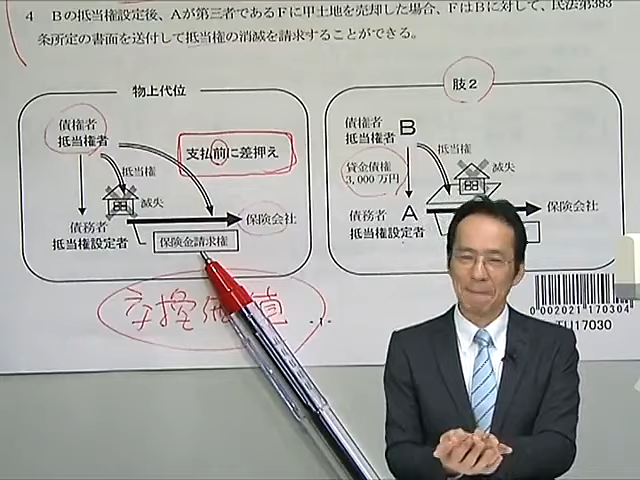 4 Bの抵当権設定後、Aが第三者であるFに甲土地を売却した場合、FはBに対して、民法第383
条所定の書面を送付して抵当権の消滅を請求することができる。
物上代位
債権者
抵当権者
支払前に差押え
抵当権
滅失
債務者
抵当権設定者
保険会社
保険金請求権
交換価値
肢2
債権者
抵当権者 B
抵当権
貸金債権
3,000万円
滅失
債務者
抵当権設定者 A
保険会社
0 002021 170304
TU17030